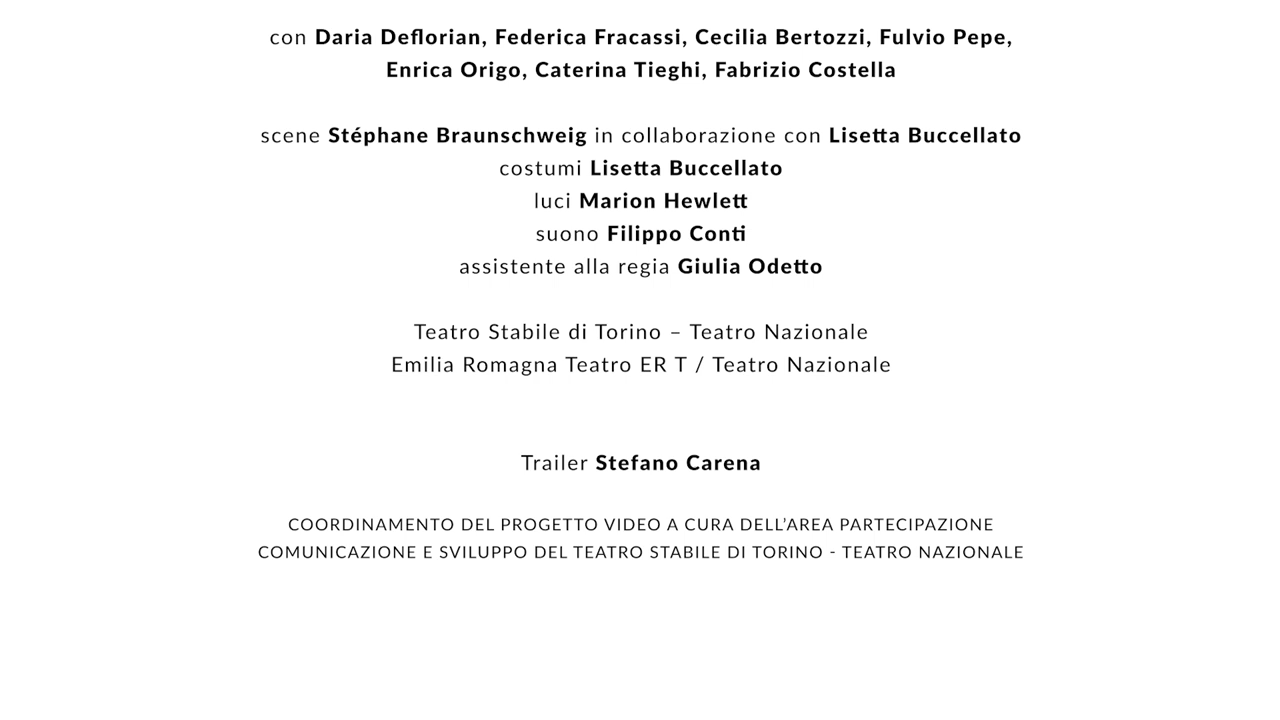 con Daria Deflorian, Federica Fracassi, Cecilia Bertozzi, Fulvio Pepe,
Enrica Origo, Caterina Tieghi, Fabrizio Costella
scene Stéphane Braunschweig in collaborazione con Lisetta Buccellato
costumi Lisetta Buccellato
luci Marion Hewlett
suono Filippo Conti
assistente alla regia Giulia Odetto
Teatro Stabile di Torino – Teatro Nazionale
Emilia Romagna Teatro ER T / Teatro Nazionale
Trailer Stefano Carena
COORDINAMENTO DEL PROGETTO VIDEO A CURA DELL’AREA PARTECIPAZIONE
COMUNICAZIONE E SVILUPPO DEL TEATRO STABILE DI TORINO - TEATRO NAZIONALE